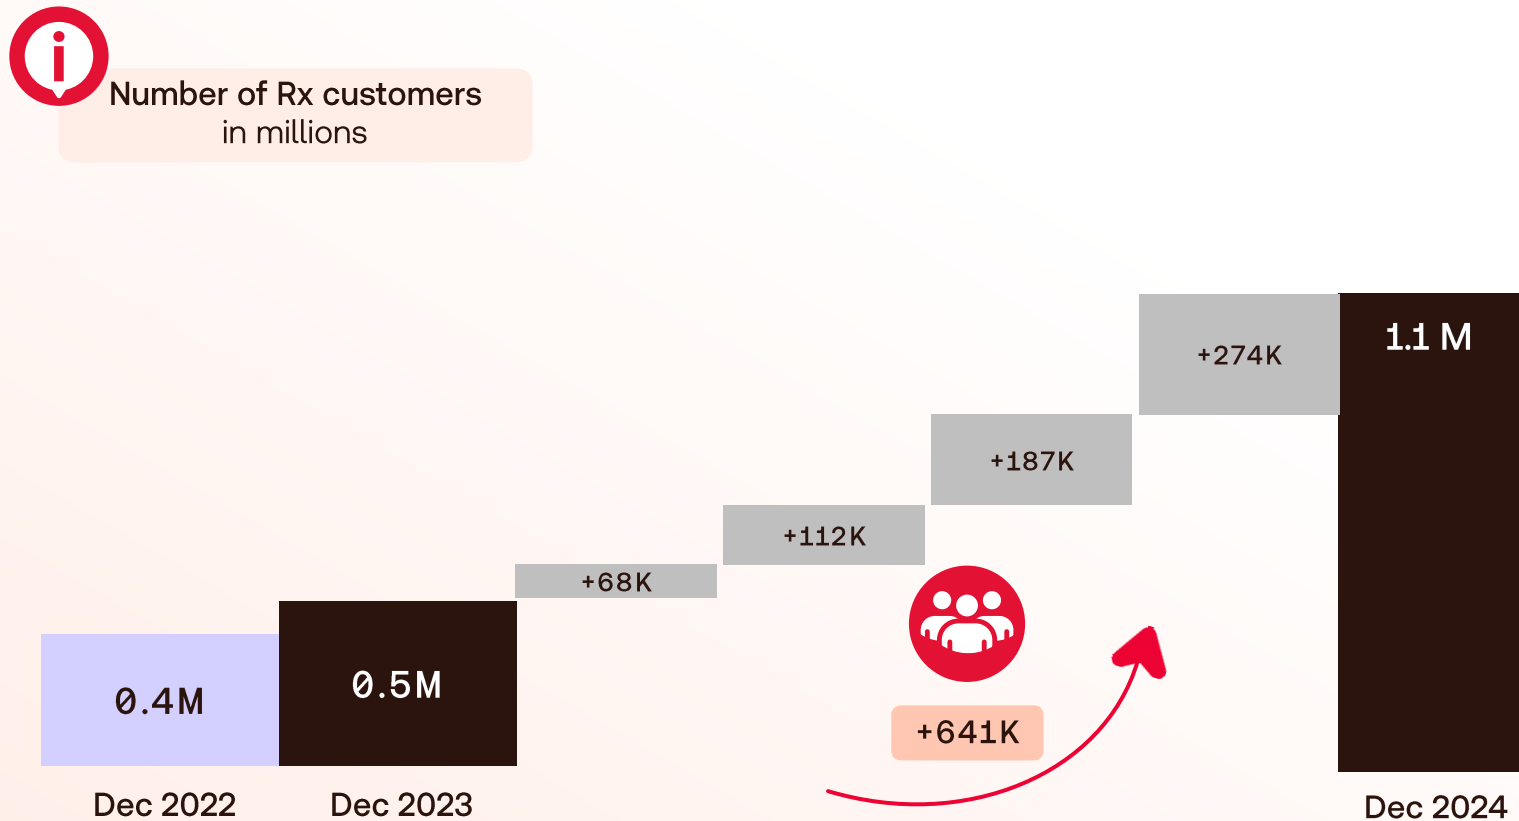 i
Number of Rx customers
in millions
0.4M
0.5M
+68K
+112K
+187K
+274K
1.1 M
+641K
Dec 2022
Dec 2023
Dec 2024